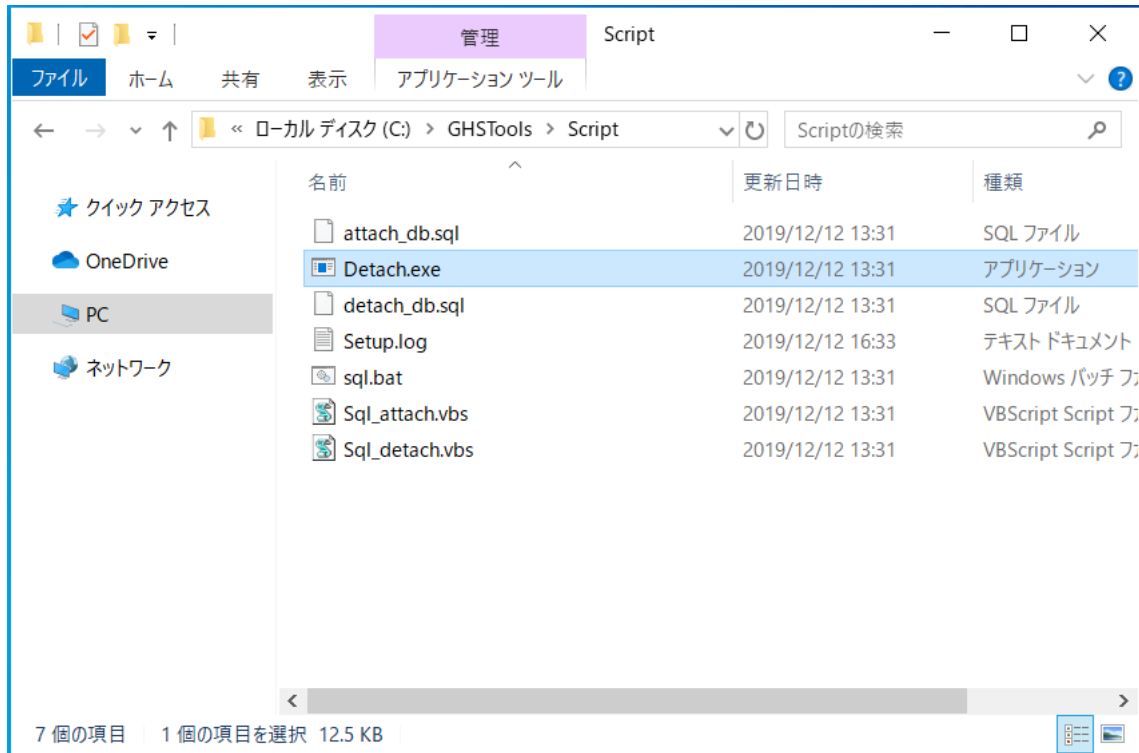 管理
Script
ファイル
ホーム
共有
表示
アプリケーション ツール
« ローカル ディスク (C:) > GHSTools > Script
Scriptの検索
名前
更新日時
種類
クイック アクセス
OneDrive
PC
ネットワーク
attach_db.sql 2019/12/12 13:31 SQL ファイル
Detach.exe 2019/12/12 13:31 アプリケーション
detach_db.sql 2019/12/12 13:31 SQL ファイル
Setup.log 2019/12/12 16:33 テキスト ドキュメント
sql.bat 2019/12/12 13:31 Windows バッチ ファ
Sql_attach.vbs 2019/12/12 13:31 VBScript Script ファ
Sql_detach.vbs 2019/12/12 13:31 VBScript Script ファ
7 個の項目
1 個の項目を選択 12.5 KB